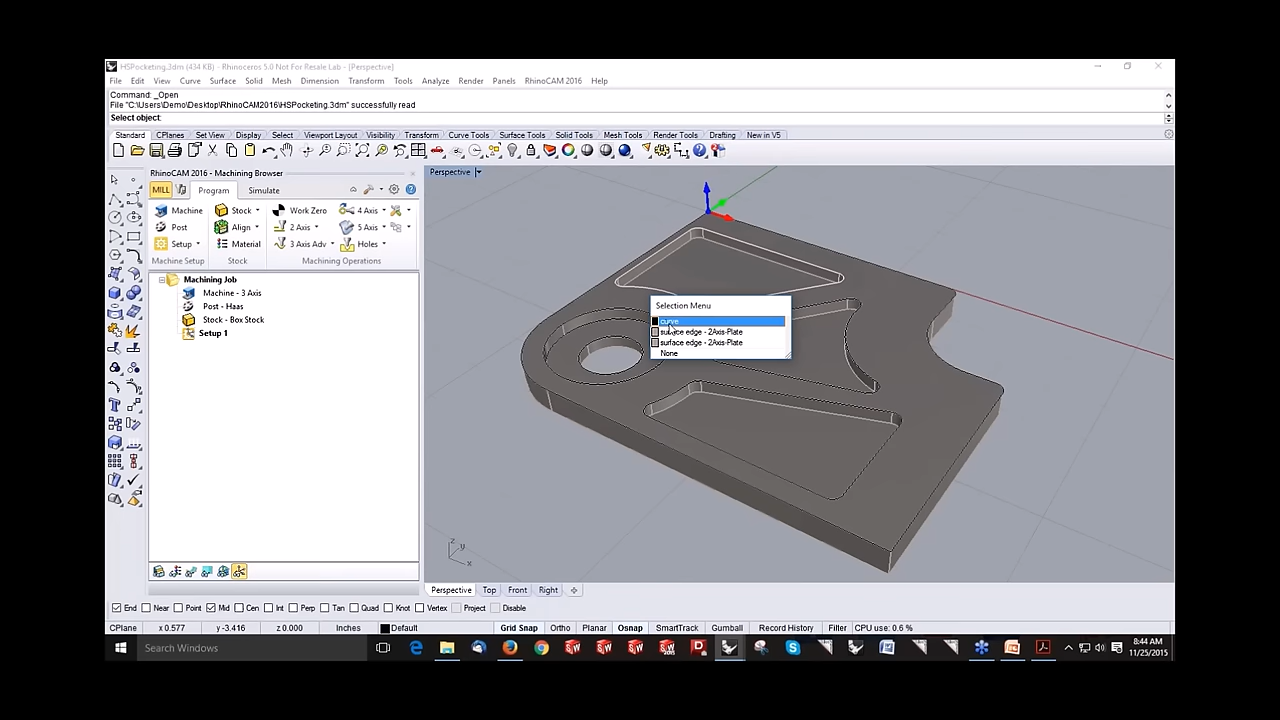 HSPocketing.3dm (434 KB) - Rhinoceros 5.0 Not For Resale Lab - [Perspective]
File Edit View Curve Surface Solid Mesh Dimension Transform Tools Analyze Render Panels RhinoCAM 2016 Help
Command: _Open
File "C:\Users\Demo\Desktop\RhinoCAM2016\HSPocketing.3dm" successfully read
Select object:
Standard CPlanes Set View Display Select Viewport Layout Visibility Transform Curve Tools Surface Tools Solid Tools Mesh Tools Render Tools Drafting New in V5
RhinoCAM 2016 - Machining Browser
MILL Program Simulate
Machine Stock Work Zero 4 Axis
Post Align 2 Axis 5 Axis
Setup Material 3 Axis Adv Holes
Machine Setup Stock Machining Operations
Machining Job
Machine - 3 Axis
Post - Haas
Stock - Box Stock
Setup 1
Perspective
Selection Menu
curve
surface edge - 2Axis-Plate
surface edge - 2Axis-Plate
None
z
y
x
Perspective Top Front Right
End Near Point Mid Cen Int Perp Tan Quad Knot Vertex Project Disable
CPlane x 0.577 y -3.416 z 0.000 Inches Default Grid Snap Ortho Planar Osnap SmartTrack Gumball Record History Filter CPU use: 0.6 %
Search Windows
8:44 AM
11/25/2015